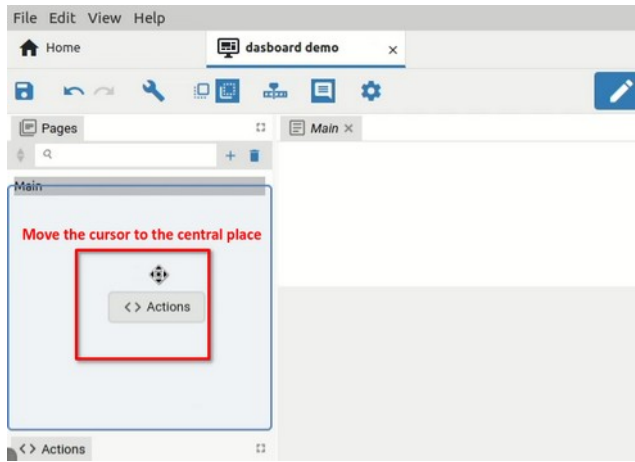 File Edit View Help
Home
dasboard demo
Pages
Main
Main
Move the cursor to the central place
<> Actions
<> Actions